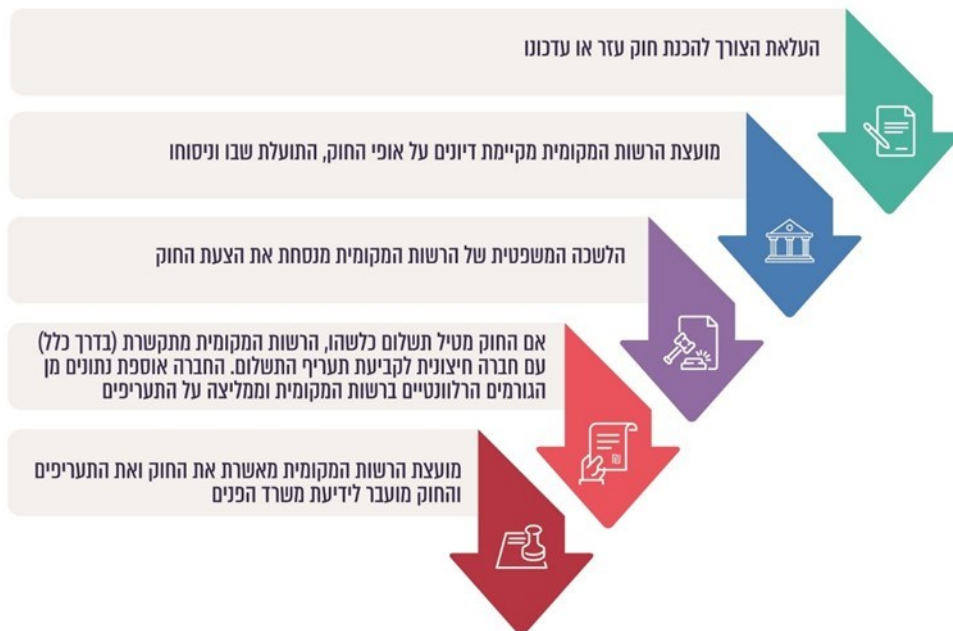 העלאת הצורך להכנת חוק עזר או עדכונו
מועצת הרשות המקומית מקיימת דיונים על אופי החוק, התועלת שבו וניסוחו
הלשכה המשפטית של הרשות המקומית מנסחת את הצעת החוק
אם החוק מטיל תשלום כלשהו, הרשות המקומית מתקשרת (בדרך כלל)
עם חברה חיצונית לקביעת תעריף התשלום. החברה אוספת נתונים מן
הגורמים הרלוונטיים ברשות המקומית וממליצה על התעריפים
מועצת הרשות המקומית מאשרת את החוק ואת התעריפים
והחוק מועבר לידיעת משרד הפנים
₪